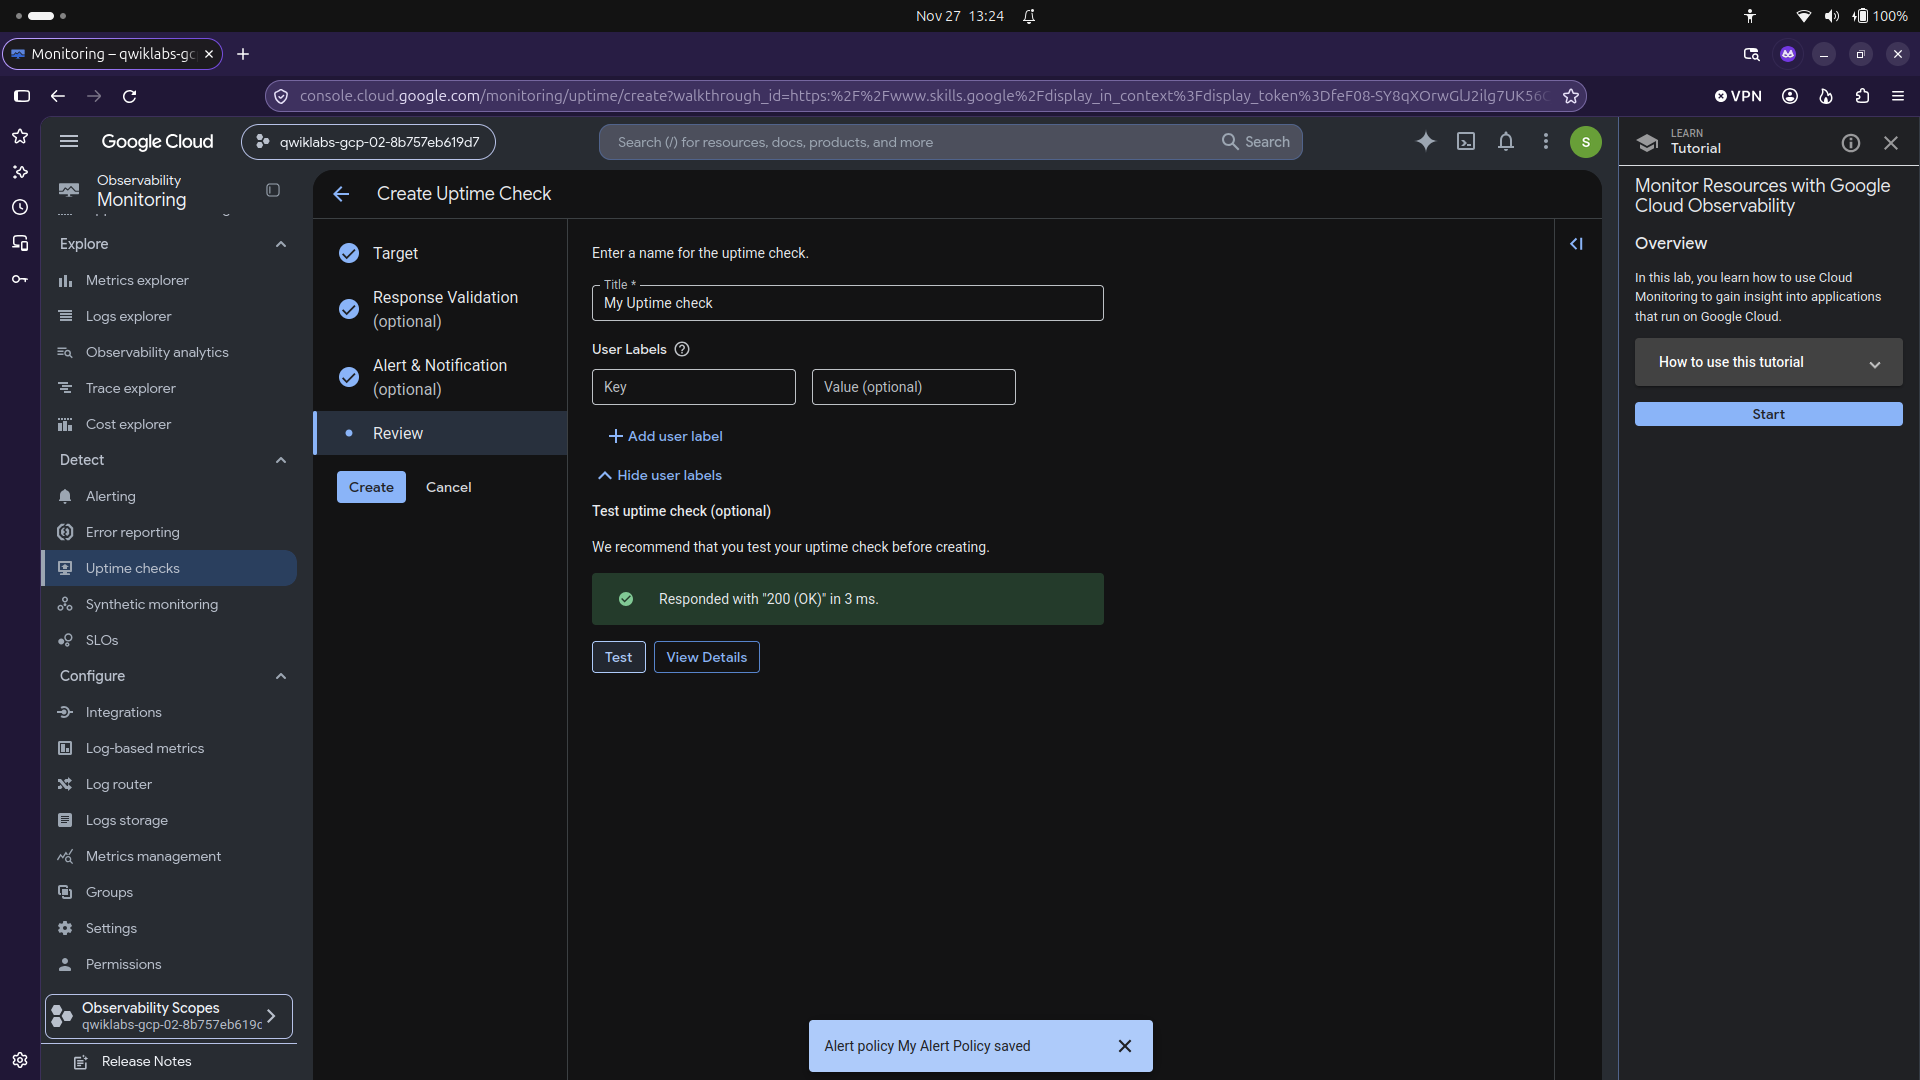 Nov 27 13:24
100%
Monitoring – qwiklabs-gc
console.cloud.google.com/monitoring/uptime/create?walkthrough_id=https:%2F%2Fwww.skills.google%2Fdisplay_in_context%3Fdisplay_token%3DfeF08-SY8qXOrwGlJ2ilg7UK56
VPN
Google Cloud
qwiklabs-gcp-02-8b757eb619d7
Search (/) for resources, docs, products, and more
Search
S
LEARN
Tutorial
Observability
Monitoring
Explore
Metrics explorer
Logs explorer
Observability analytics
Trace explorer
Cost explorer
Detect
Alerting
Error reporting
Uptime checks
Synthetic monitoring
SLOs
Configure
Integrations
Log-based metrics
Log router
Logs storage
Metrics management
Groups
Settings
Permissions
Observability Scopes
qwiklabs-gcp-02-8b757eb619
Release Notes
Create Uptime Check
Target
Response Validation
(optional)
Alert & Notification
(optional)
Review
Create
Cancel
Enter a name for the uptime check.
Title *
My Uptime check
User Labels
Key
Value (optional)
Add user label
Hide user labels
Test uptime check (optional)
We recommend that you test your uptime check before creating.
Responded with "200 (OK)" in 3 ms.
Test
View Details
Alert policy My Alert Policy saved
Monitor Resources with Google
Cloud Observability
Overview
In this lab, you learn how to use Cloud
Monitoring to gain insight into applications
that run on Google Cloud.
How to use this tutorial
Start